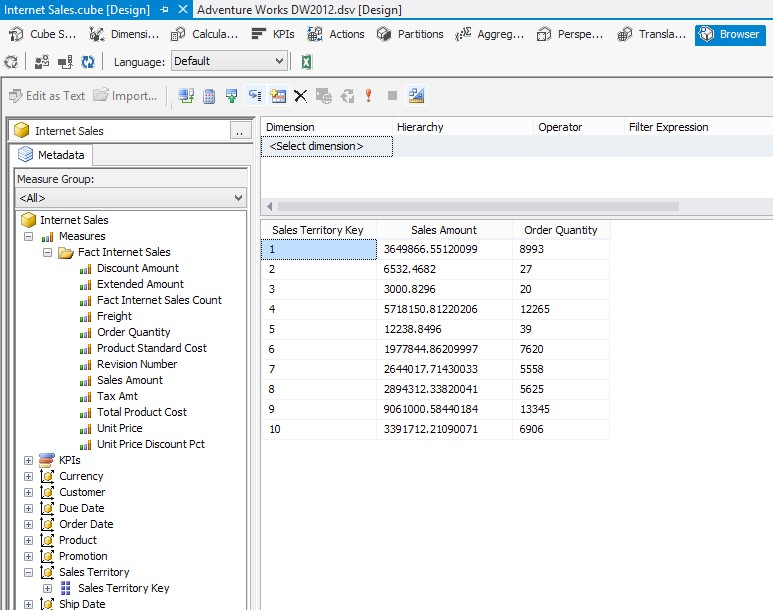 Internet Sales.cube [Design] Adventure Works DW2012.dsv [Design]
Cube S... Dimensi... Calcula... KPIs Actions Partitions Aggreg... Perspe... Transla... Browser
Language: Default
Edit as Text Import...
Internet Sales ..
Metadata
Measure Group:
<All>
Internet Sales
Measures
Fact Internet Sales
Discount Amount
Extended Amount
Fact Internet Sales Count
Freight
Order Quantity
Product Standard Cost
Revision Number
Sales Amount
Tax Amt
Total Product Cost
Unit Price
Unit Price Discount Pct
KPIs
Currency
Customer
Due Date
Order Date
Product
Promotion
Sales Territory
Sales Territory Key
Ship Date
Dimension Hierarchy Operator Filter Expression
<Select dimension>
Sales Territory Key Sales Amount Order Quantity
1 3649866.55120099 8993
2 6532.4682 27
3 3000.8296 20
4 5718150.81220206 12265
5 12238.8496 39
6 1977844.86209997 7620
7 2644017.71430033 5558
8 2894312.33820041 5625
9 9061000.58440184 13345
10 3391712.21090071 6906